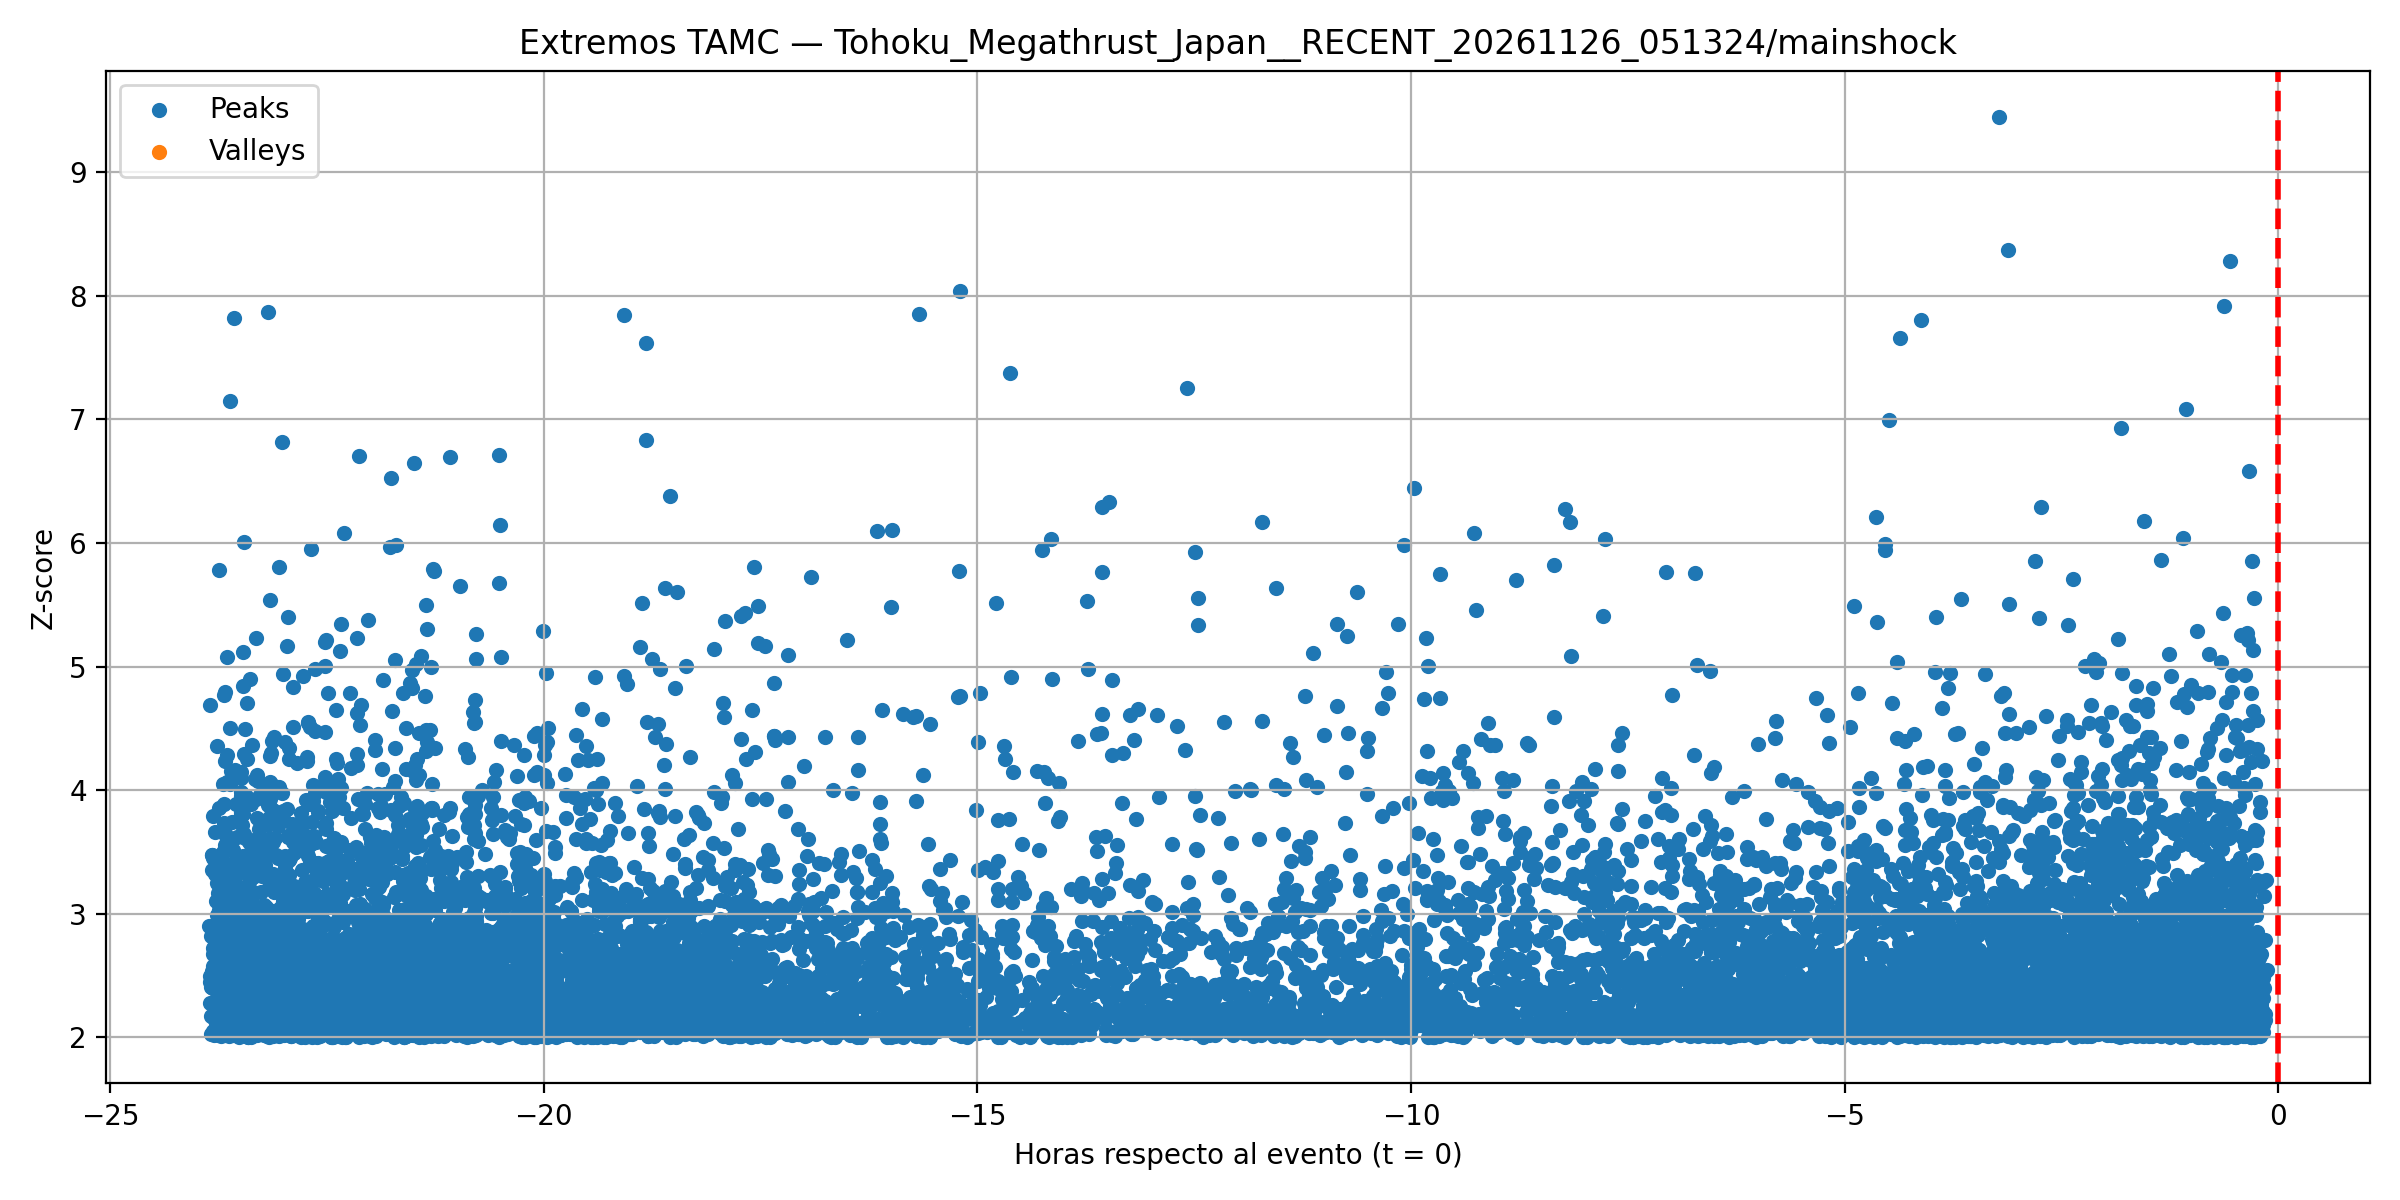 Extremos TAMC — Tohoku_Megathrust_Japan__RECENT_20261126_051324/mainshock
Peaks
Valleys
Z-score
9
8
7
6
5
4
3
2
−25
−20
−15
−10
−5
0
Horas respecto al evento (t = 0)